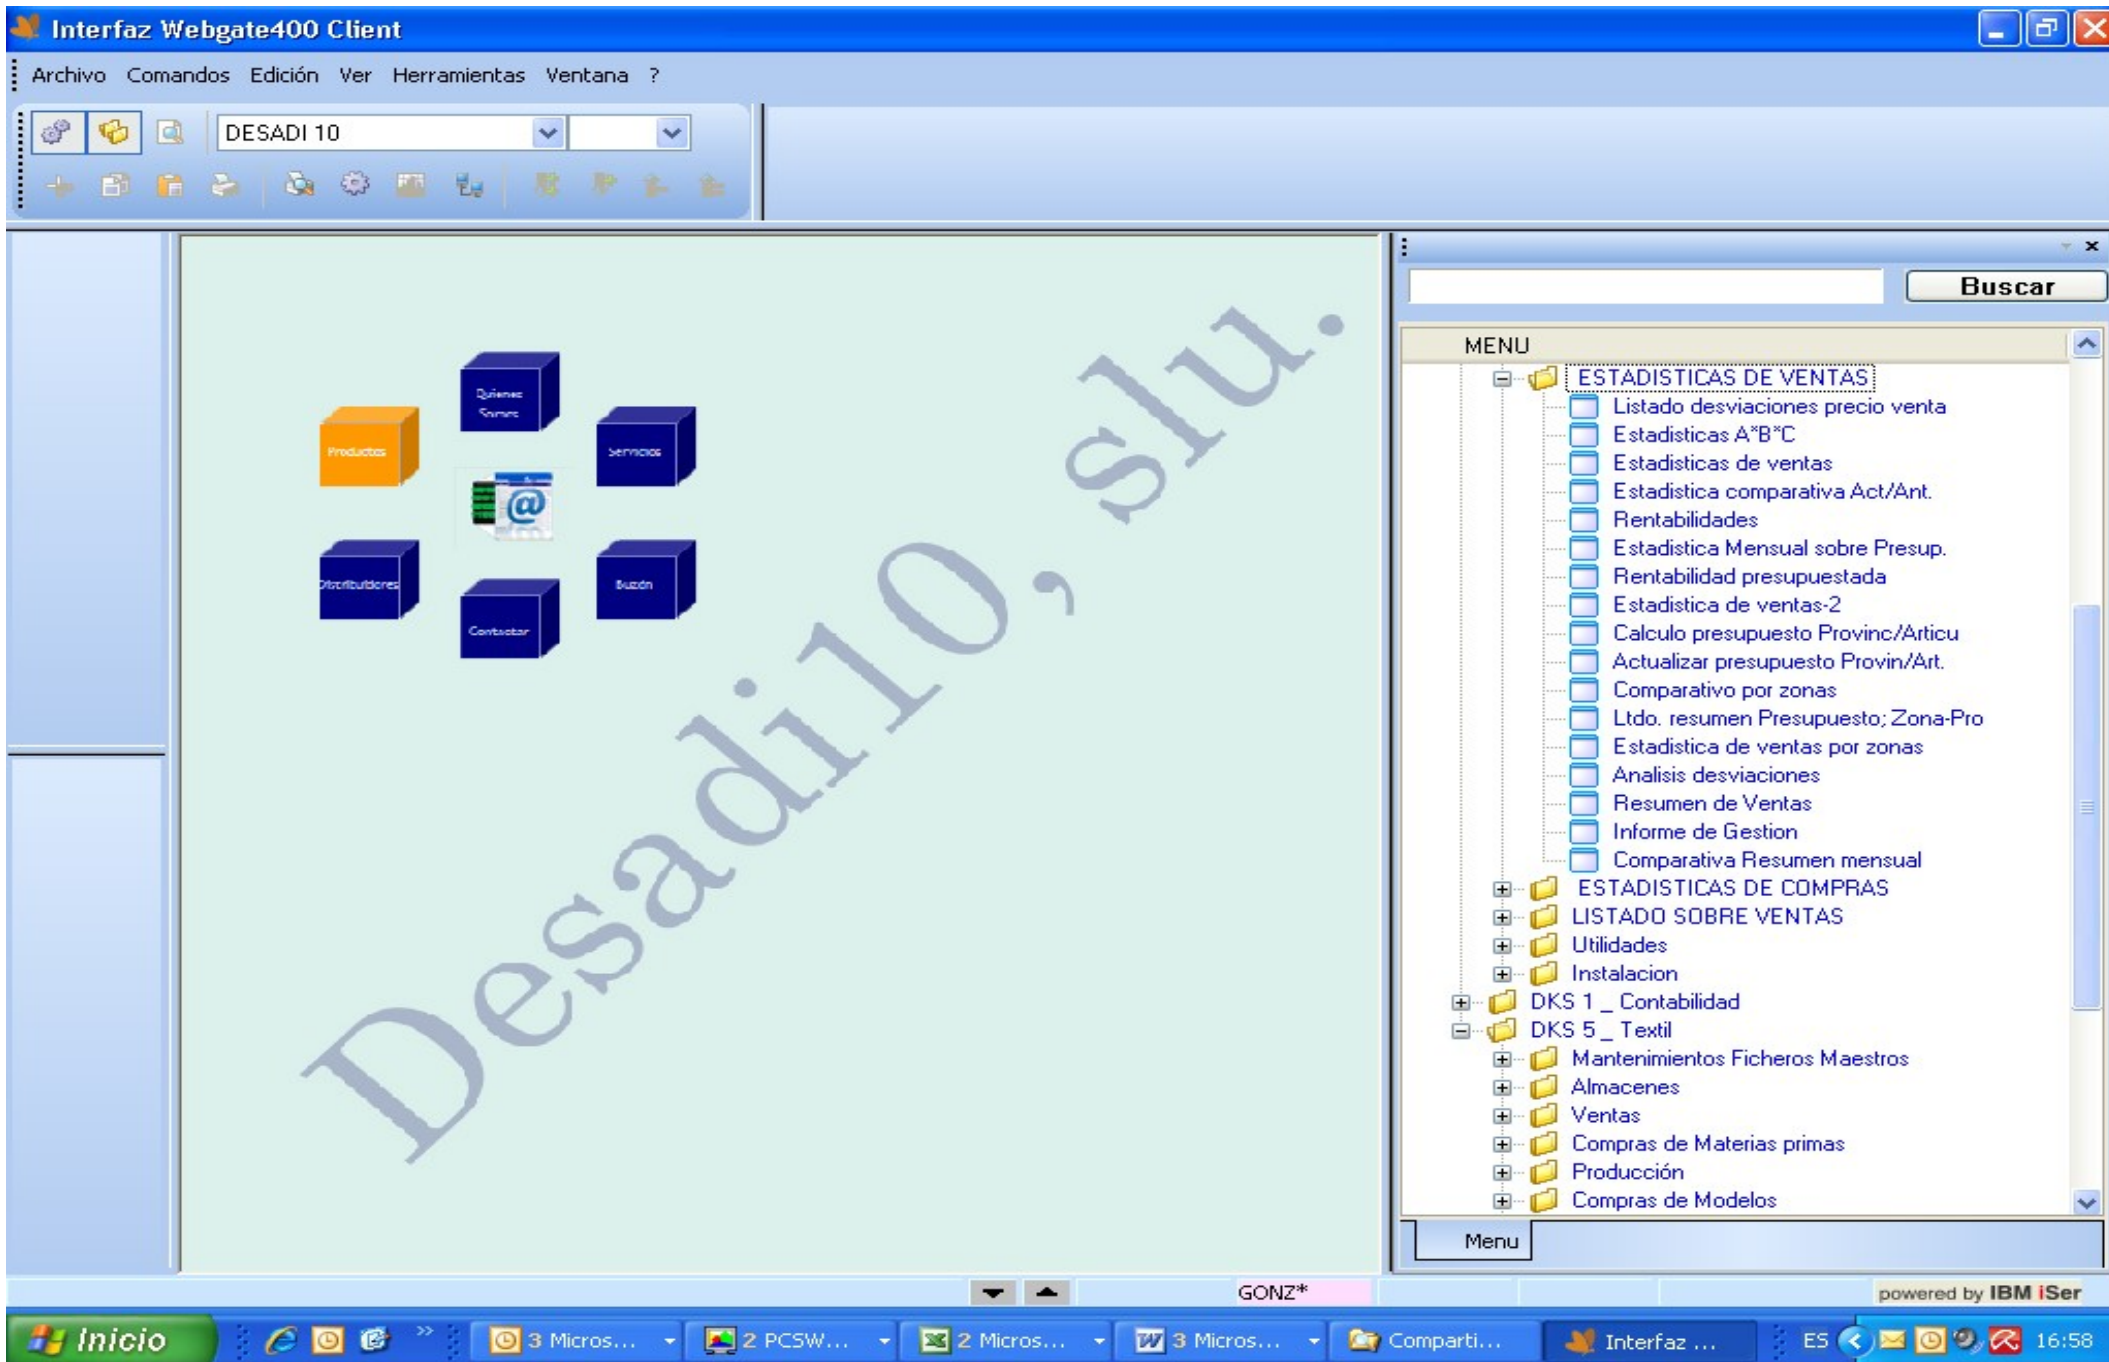 Interfaz Webgate400 Client
Archivo Comandos Edición Ver Herramientas Ventana ?
DESADI 10
Buscar
MENU
ESTADISTICAS DE VENTAS
Listado desviaciones precio venta
Estadisticas A*B*C
Estadisticas de ventas
Estadistica comparativa Act/Ant.
Rentabilidades
Estadistica Mensual sobre Presup.
Rentabilidad presupuestada
Estadistica de ventas-2
Calculo presupuesto Provinc/Articu
Actualizar presupuesto Provin/Art.
Comparativo por zonas
Ltdo. resumen Presupuesto; Zona-Pro
Estadistica de ventas por zonas
Analisis desviaciones
Resumen de Ventas
Informe de Gestion
Comparativa Resumen mensual
ESTADISTICAS DE COMPRAS
LISTADO SOBRE VENTAS
Utilidades
Instalacion
DKS 1 _ Contabilidad
DKS 5 _ Textil
Mantenimientos Ficheros Maestros
Almacenes
Ventas
Compras de Materias primas
Producción
Compras de Modelos
Menu
Quienes
Somos
Productos
Servicios
@
Distribuidores
Buzón
Contactar
Desadi10, slu.
GONZ*
powered by IBM iSer
Inicio
3 Micros...
2 PCSW...
2 Micros...
3 Micros...
Comparti...
Interfaz ...
ES
16:58